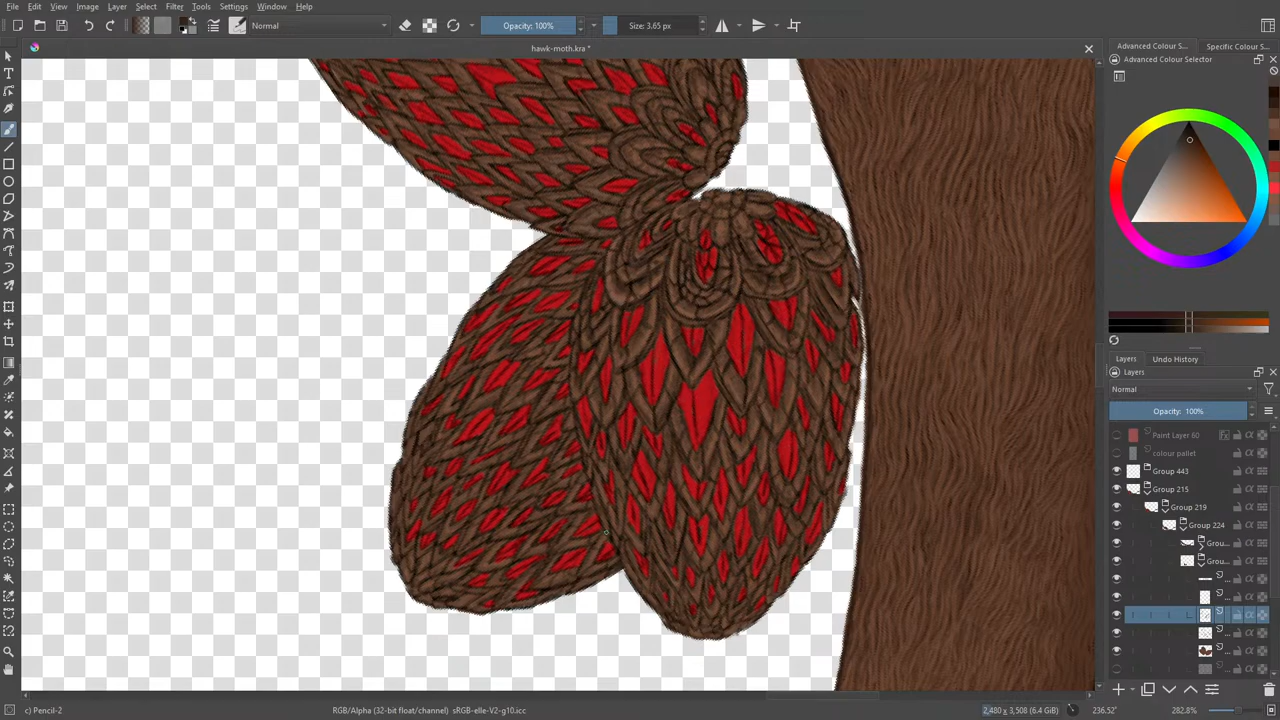 File Edit View Image Layer Select Filter Tools Settings Window Help
Normal Opacity: 100% Size: 3.65 px
hawk-moth.kra *
Advanced Colour S... Specific Colour S...
Advanced Colour Selector
Layers Undo History
Layers
Normal
Opacity: 100%
Paint Layer 60
colour pallet
Group 443
Group 215
Group 219
Group 224
Grou...
Grou...
c) Pencil-2 RGB/Alpha (32-bit float/channel) sRGB-elle-V2-g10.icc 2,480 x 3,508 (6.4 GiB) 236.52° 282.8%